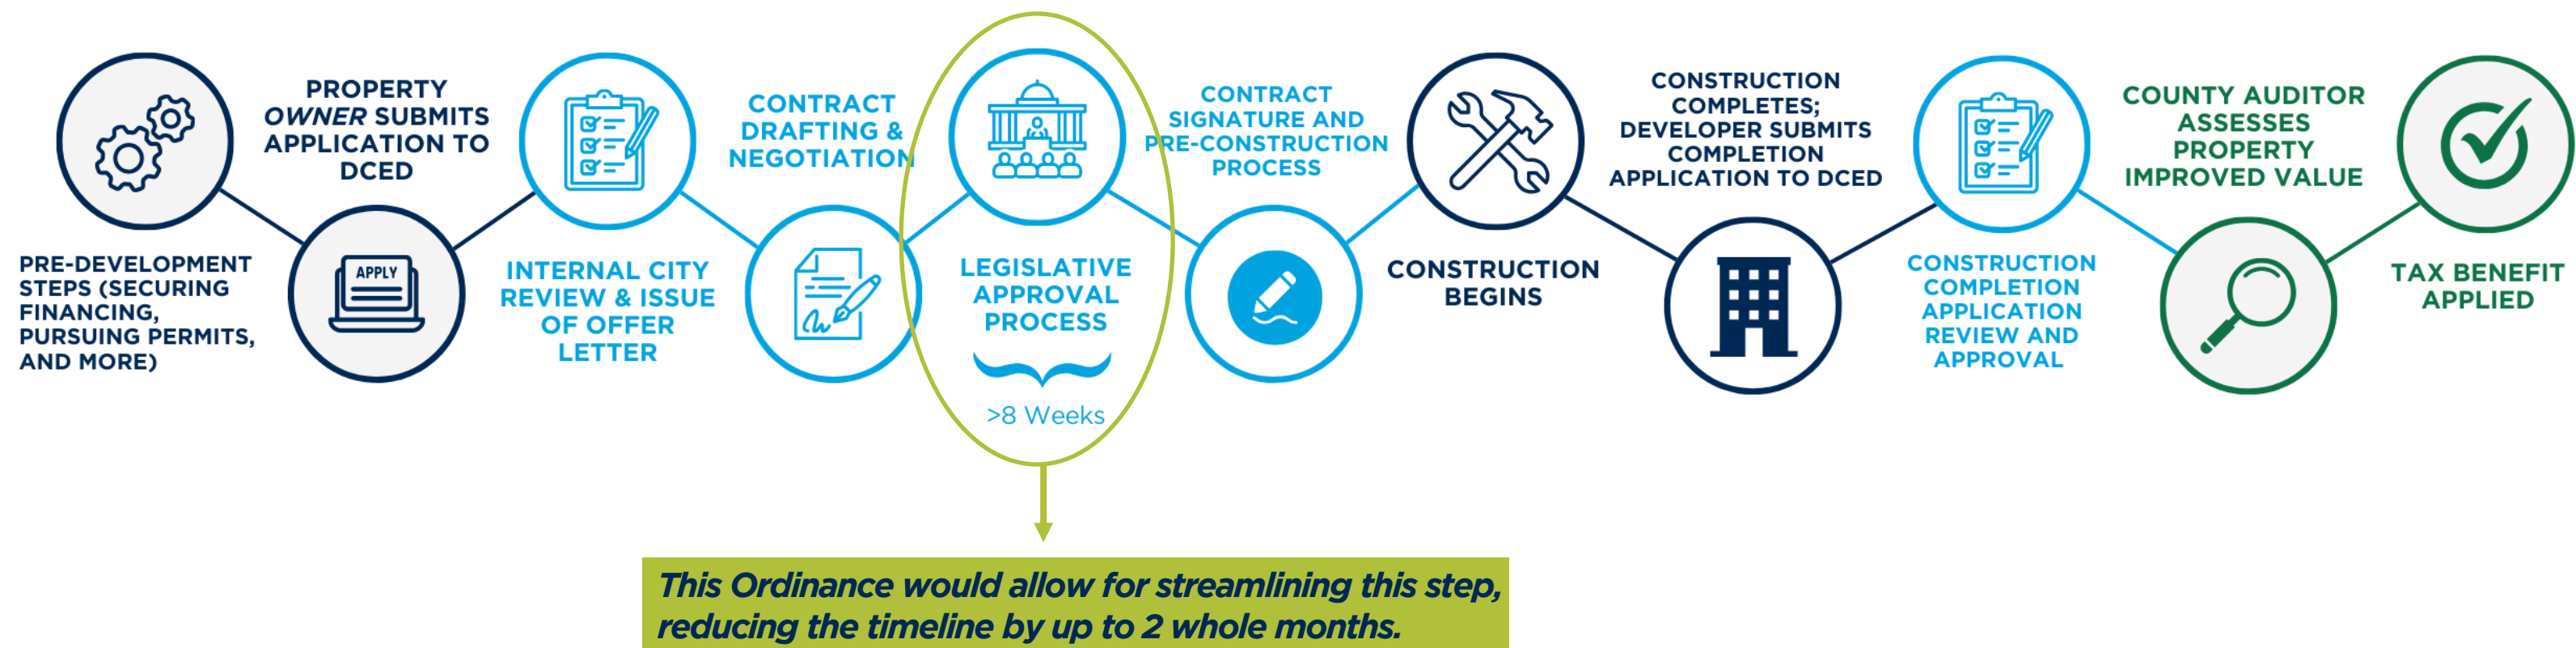 PRE-DEVELOPMENT
STEPS (SECURING
FINANCING,
PURSUING PERMITS,
AND MORE)
PROPERTY
OWNER SUBMITS
APPLICATION TO
DCED
APPLY
INTERNAL CITY
REVIEW & ISSUE
OF OFFER
LETTER
CONTRACT
DRAFTING &
NEGOTIATION
LEGISLATIVE
APPROVAL
PROCESS
>8 Weeks
CONTRACT
SIGNATURE AND
PRE-CONSTRUCTION
PROCESS
CONSTRUCTION
BEGINS
CONSTRUCTION
COMPLETES;
DEVELOPER SUBMITS
COMPLETION
APPLICATION TO DCED
CONSTRUCTION
COMPLETION
APPLICATION
REVIEW AND
APPROVAL
COUNTY AUDITOR
ASSESSES
PROPERTY
IMPROVED VALUE
TAX BENEFIT
APPLIED
This Ordinance would allow for streamlining this step,
reducing the timeline by up to 2 whole months.